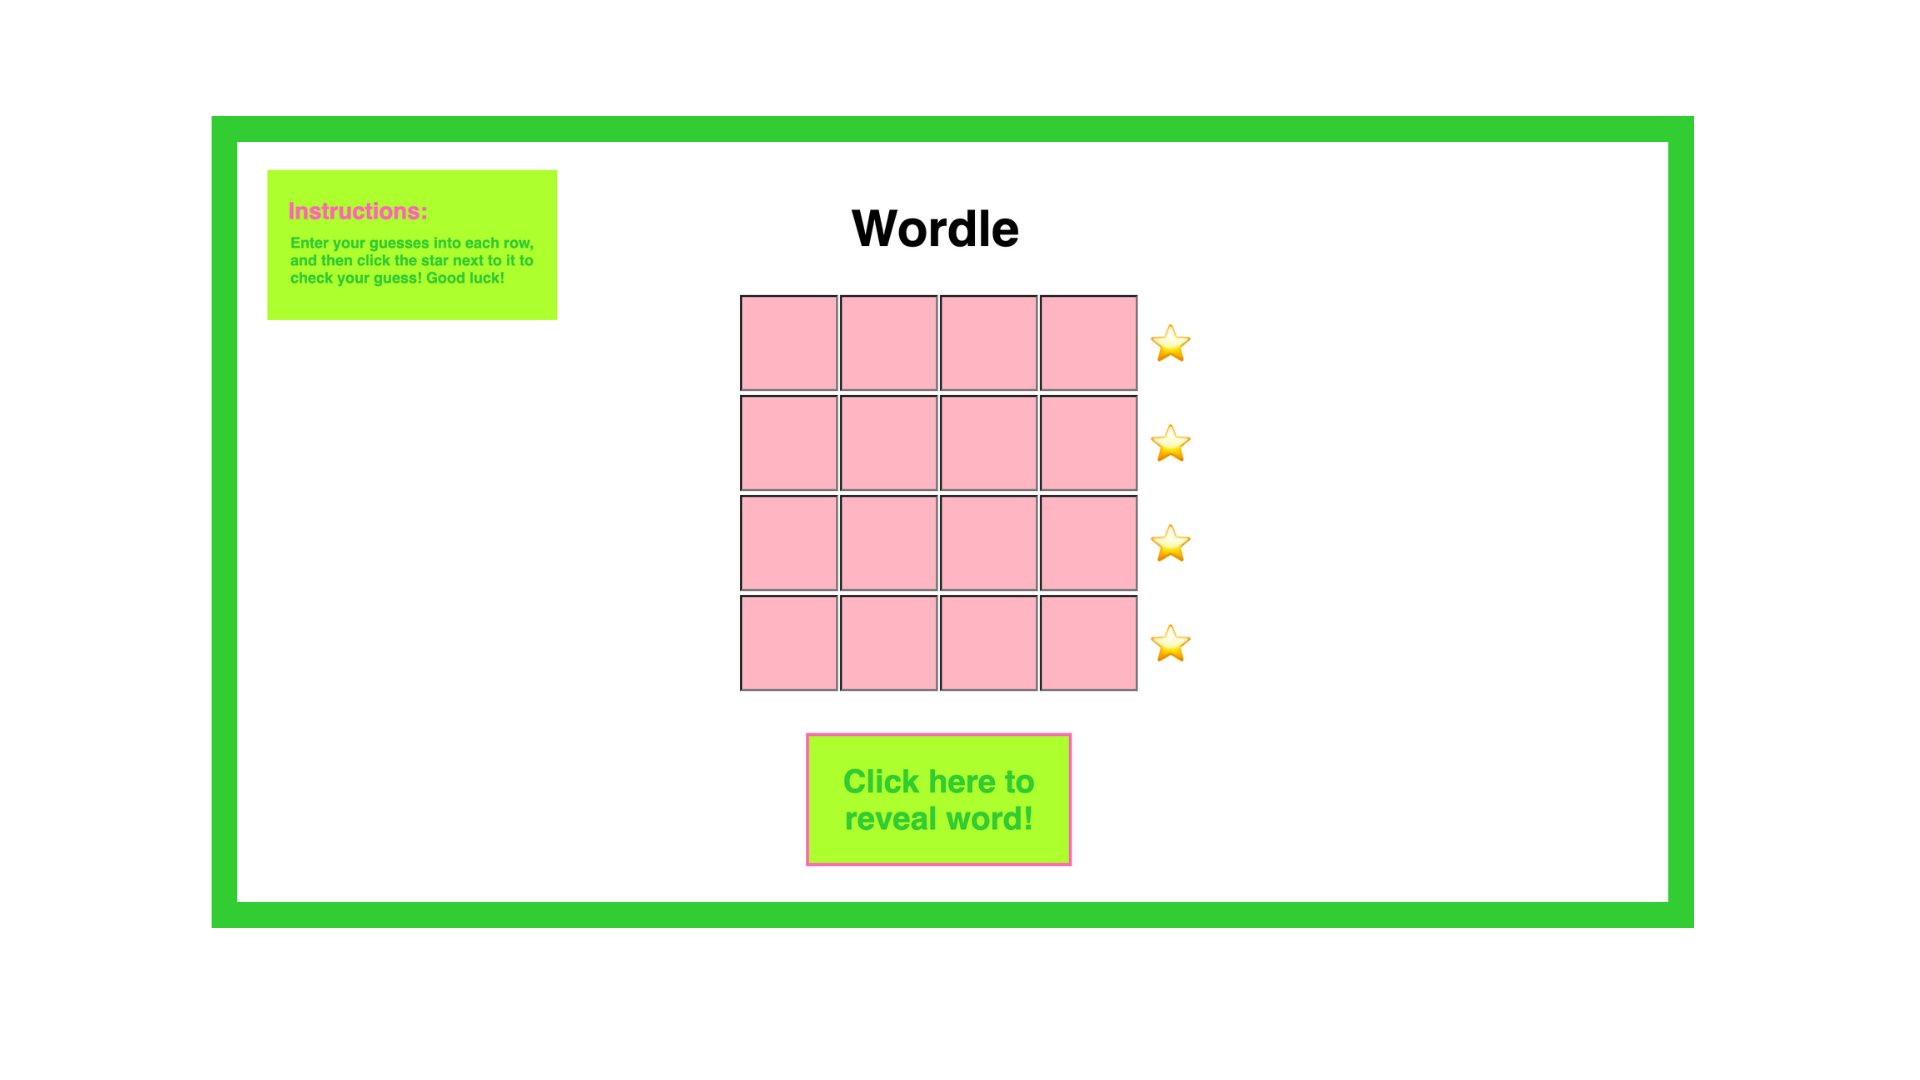 Instructions:
Enter your guesses into each row,
and then click the star next to it to
check your guess! Good luck!
Wordle
Click here to
reveal word!